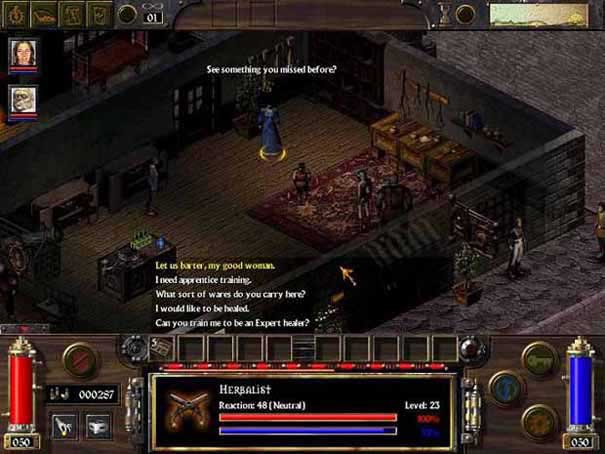 01
See something you missed before?
Let us barter, my good woman.
I need apprentice training.
What sort of wares do you carry here?
I would like to be healed.
Can you train me to be an Expert healer?
5
000287
HERBALIST
Reaction: 48 (Neutral)
Level: 23
100%
050
050